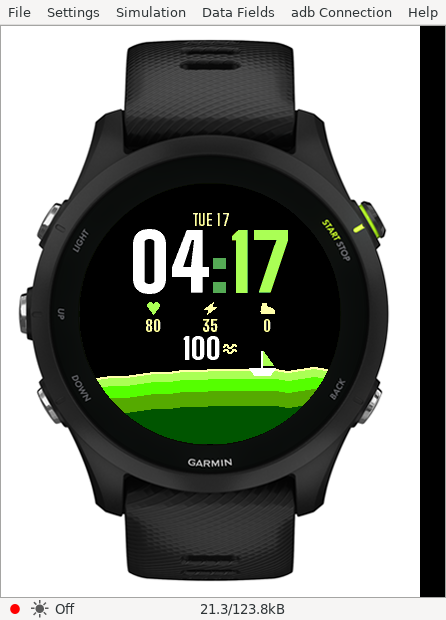 File Settings Simulation Data Fields adb Connection Help
TUE 17
LIGHT
START STOP
04:17
UP
80 35 0
100
DOWN
BACK
GARMIN
Off 21.3/123.8kB